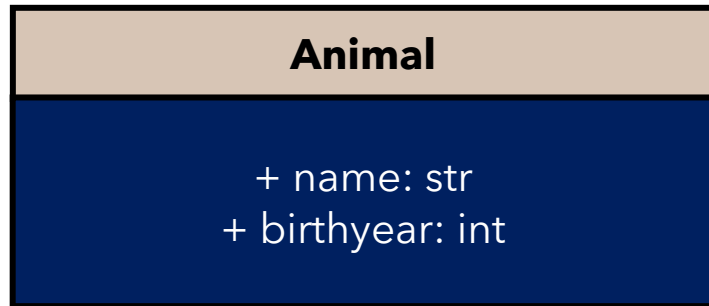 Animal
+ name: str
+ birthyear: int